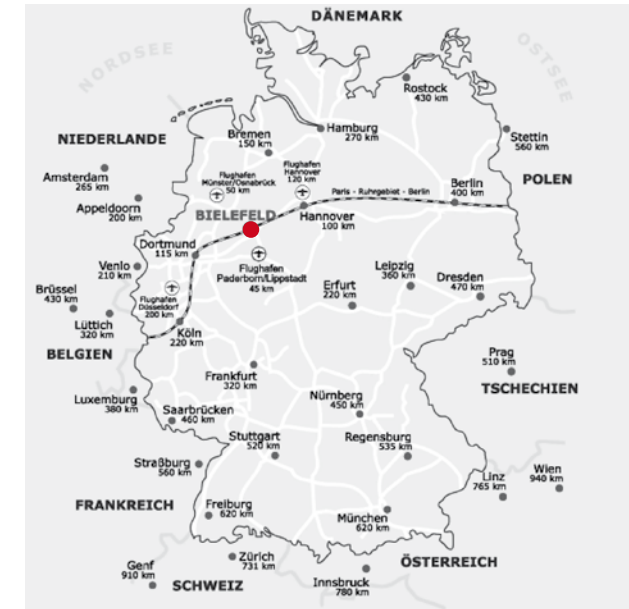 DÄNEMARK
NORDSEE
OSTSEE
Rostock
430 km
Hamburg
270 km
Bremen
150 km
Stettin
560 km
NIEDERLANDE
Flughafen
Hannover
120 km
Flughafen
Münster/Osnabrück
50 km
Amsterdam
265 km
POLEN
Berlin
400 km
Paris - Ruhrgebiet - Berlin
Appeldoorn
200 km
BIELEFELD
Hannover
100 km
Dortmund
115 km
Venlo
210 km
Flughafen
Paderborn/Lippstadt
45 km
Leipzig
360 km
Erfurt
220 km
Dresden
470 km
Brüssel
430 km
Flughafen
Düsseldorf
200 km
Lüttich
320 km
Köln
220 km
BELGIEN
Prag
510 km
Frankfurt
320 km
TSCHECHIEN
Luxemburg
380 km
Nürnberg
450 km
Saarbrücken
460 km
Stuttgart
520 km
Regensburg
535 km
Straßburg
560 km
Linz
765 km
Wien
940 km
FRANKREICH
Freiburg
620 km
München
620 km
Zürich
731 km
ÖSTERREICH
Genf
910 km
SCHWEIZ
Innsbruck
780 km